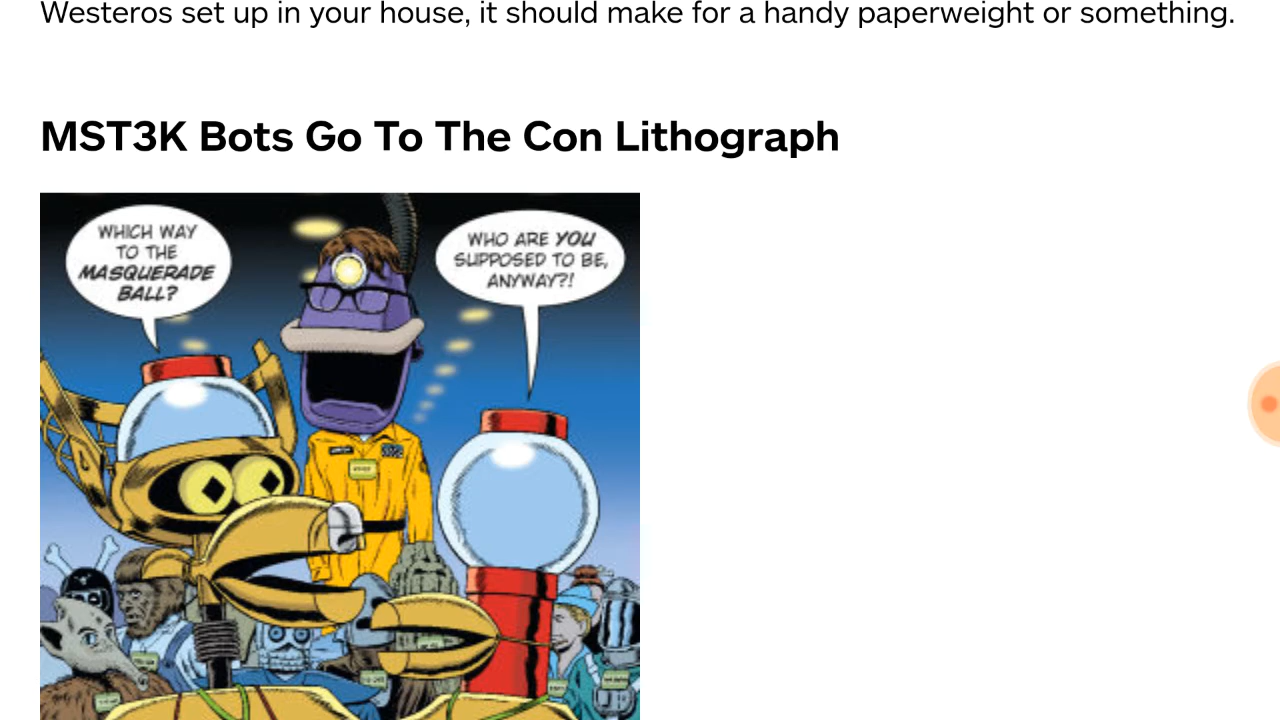 Westeros set up in your house, it should make for a handy paperweight or something.
MST3K Bots Go To The Con Lithograph
WHICH WAY
TO THE
MASQUERADE
BALL?
WHO ARE YOU
SUPPOSED TO BE,
ANYWAY?!